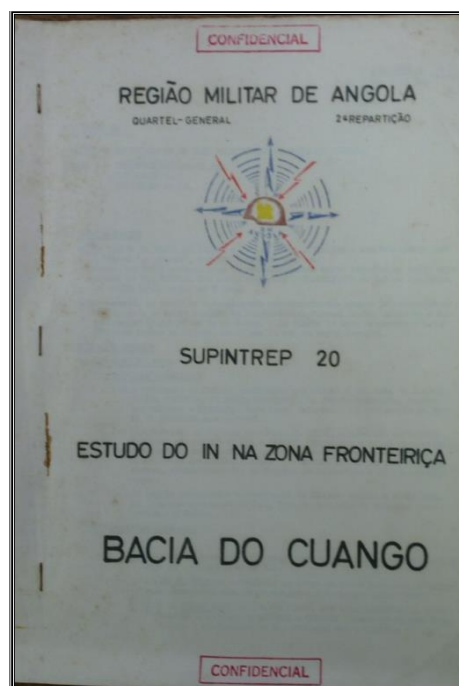 CONFIDENCIAL
REGIÃO MILITAR DE ANGOLA
QUARTEL-GENERAL 2ª REPARTIÇÃO
SUPINTREP 20
ESTUDO DO IN NA ZONA FRONTEIRIÇA
BACIA DO CUANGO
CONFIDENCIAL